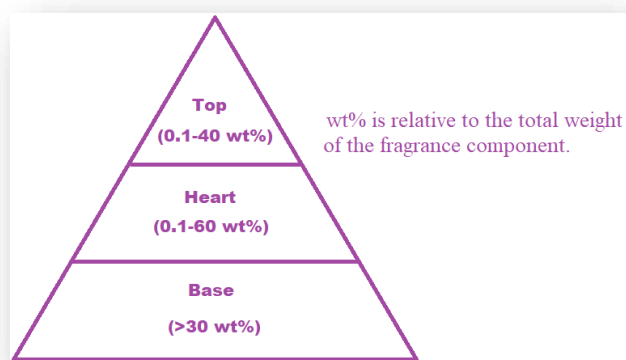 Top
(0.1-40 wt%)
wt% is relative to the total weight
of the fragrance component.
Heart
(0.1-60 wt%)
Base
(>30 wt%)